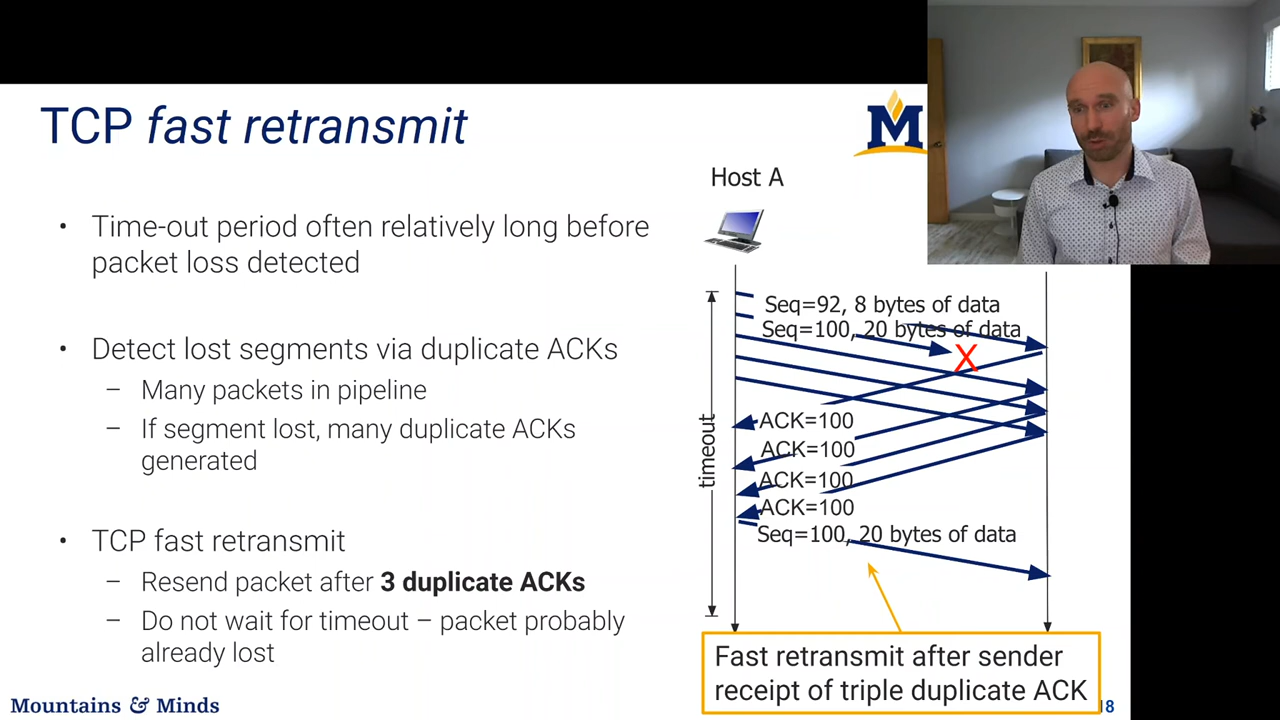 TCP fast retransmit
M
• Time-out period often relatively long before
packet loss detected
• Detect lost segments via duplicate ACKs
– Many packets in pipeline
– If segment lost, many duplicate ACKs
generated
• TCP fast retransmit
– Resend packet after 3 duplicate ACKs
– Do not wait for timeout – packet probably
already lost
Host A
Seq=92, 8 bytes of data
Seq=100, 20 bytes of data
X
timeout
ACK=100
ACK=100
ACK=100
ACK=100
Seq=100, 20 bytes of data
Fast retransmit after sender
receipt of triple duplicate ACK
Mountains & Minds
18